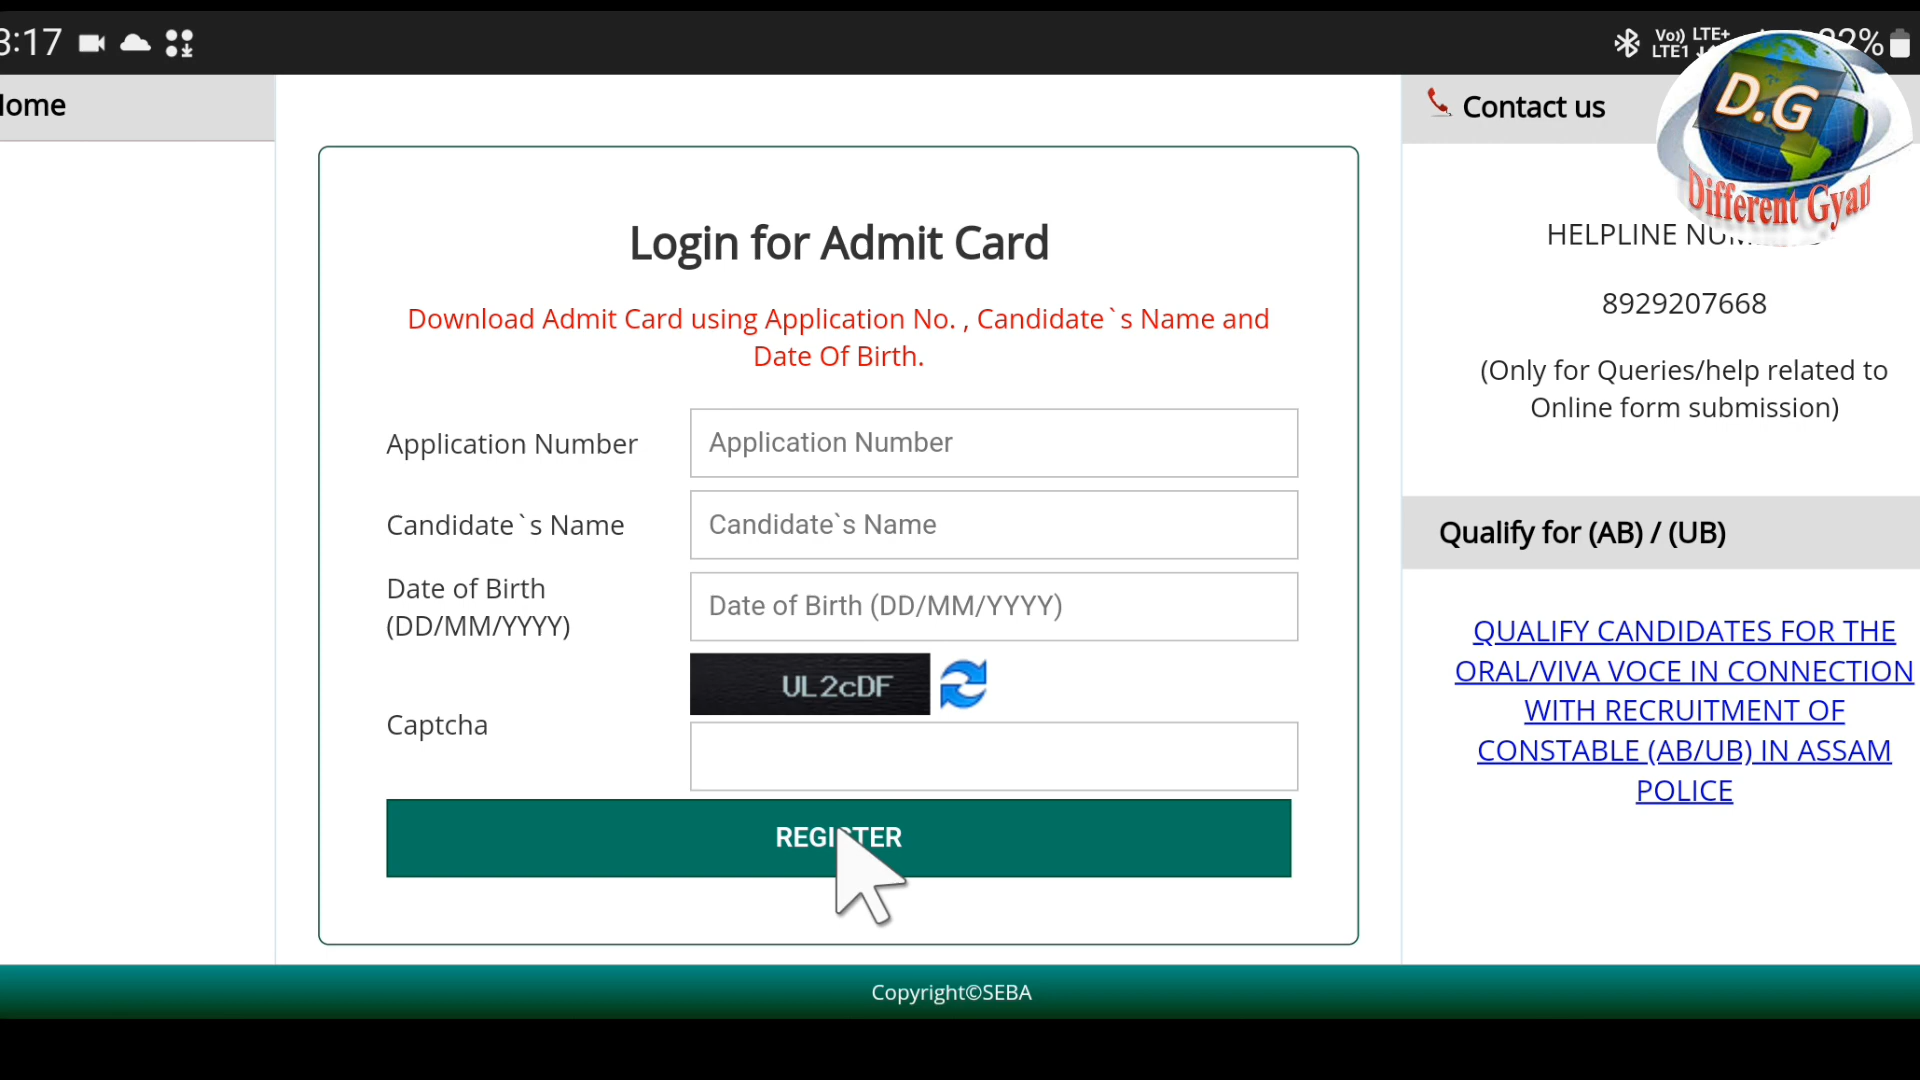 :17
Vo)) LTE+
LTE1
%
D.G
Different Gyan
ome
Contact us
Login for Admit Card
Download Admit Card using Application No. , Candidate`s Name and
Date Of Birth.
Application Number
Application Number
Candidate`s Name
Candidate`s Name
Date of Birth
(DD/MM/YYYY)
Date of Birth (DD/MM/YYYY)
UL2cDF
Captcha
REGISTER
HELPLINE
8929207668
(Only for Queries/help related to
Online form submission)
Qualify for (AB) / (UB)
QUALIFY CANDIDATES FOR THE
ORAL/VIVA VOCE IN CONNECTION
WITH RECRUITMENT OF
CONSTABLE (AB/UB) IN ASSAM
POLICE
Copyright©SEBA